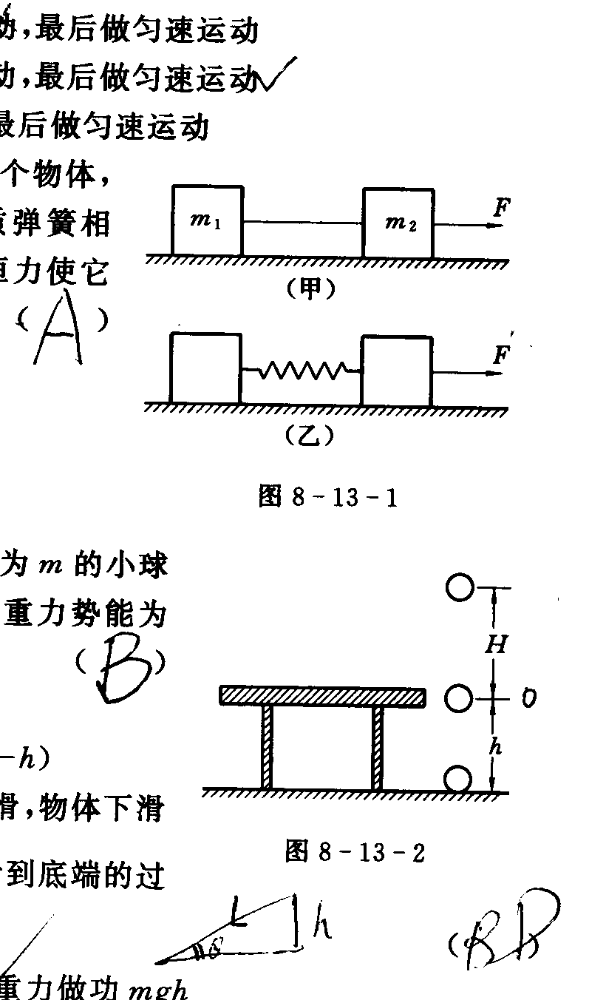 动,最后做匀速运动
动,最后做匀速运动✓
最后做匀速运动
个物体,
质弹簧相
恒力使它
(A)
m₁ m₂ F
(甲)
F
(乙)
图 8-13-1
为 m 的小球
重力势能为
(B)
H
0
h
-h)
滑,物体下滑
图 8-13-2
到底端的过
L h
重力做功 mgh